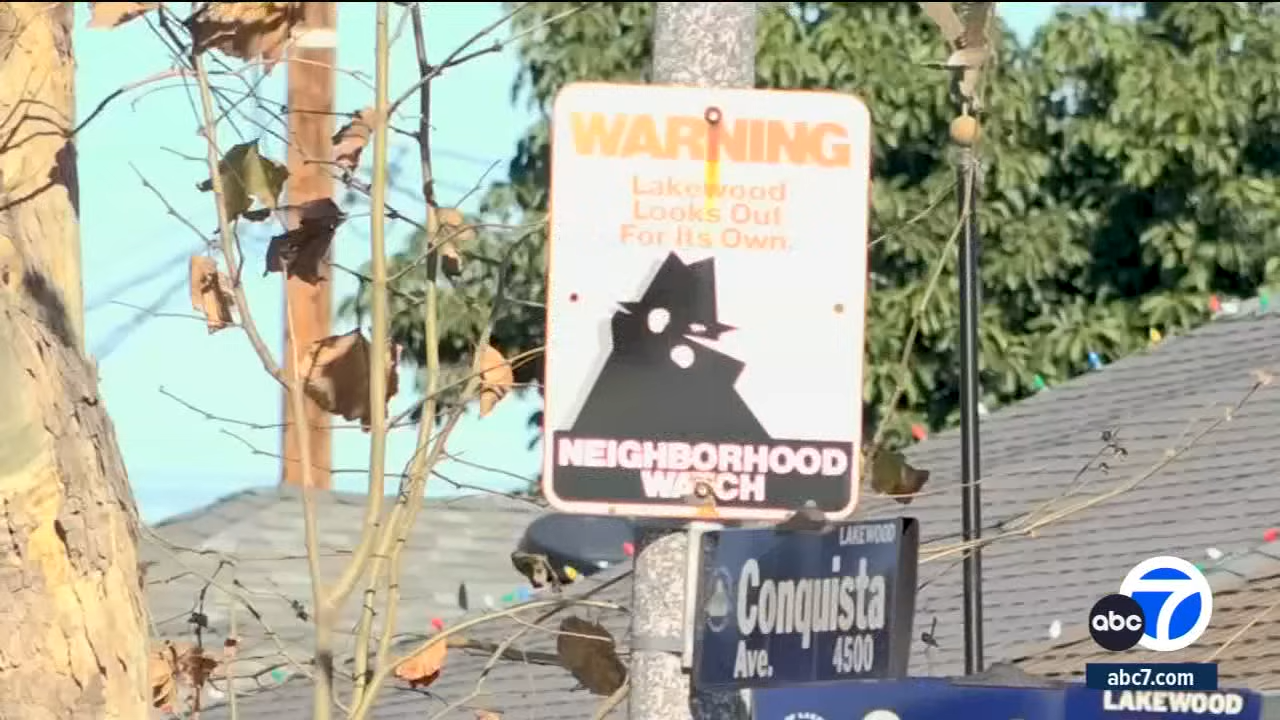 WARNING
Lakewood
Looks Out
For Its Own.
NEIGHBORHOOD
WATCH
LAKEWOOD
Conquista
Ave. 4500
abc 7
abc7.com
LAKEWOOD